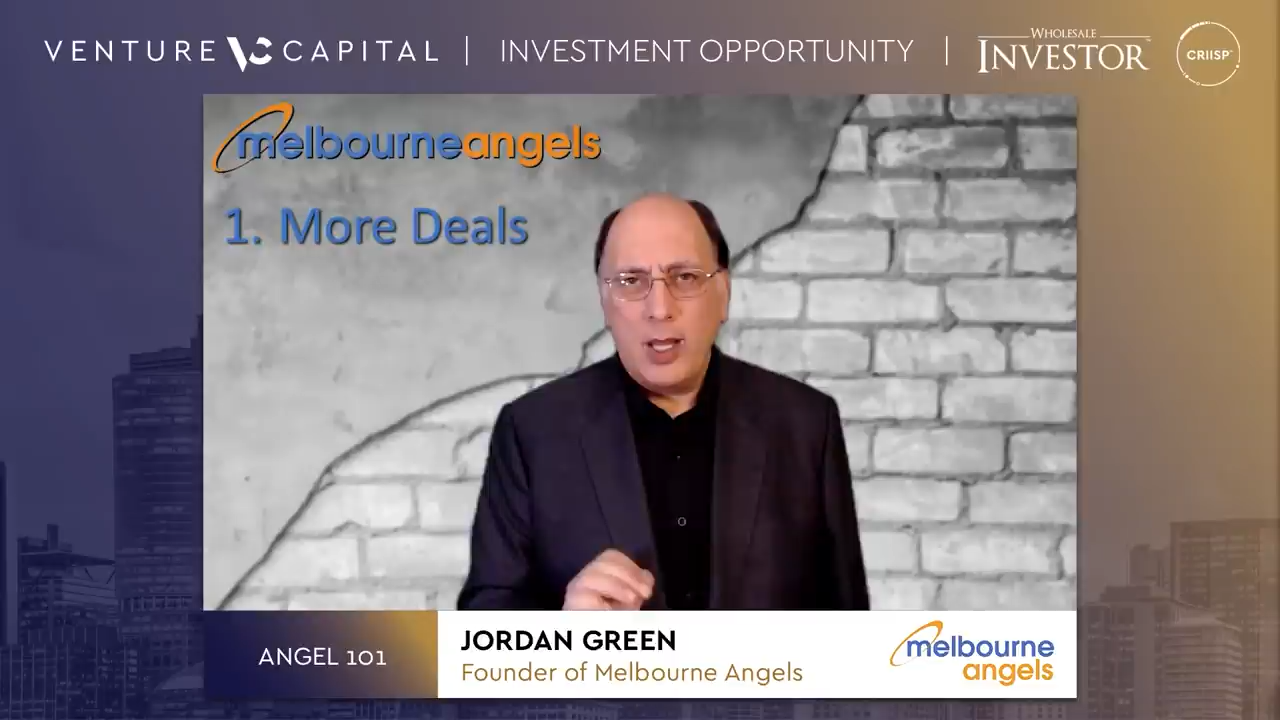 VENTURE VC CAPITAL | INVESTMENT OPPORTUNITY | WHOLESALE INVESTOR CRIISP
melbourneangels
1. More Deals
ANGEL 101
JORDAN GREEN
Founder of Melbourne Angels
melbourne
angels